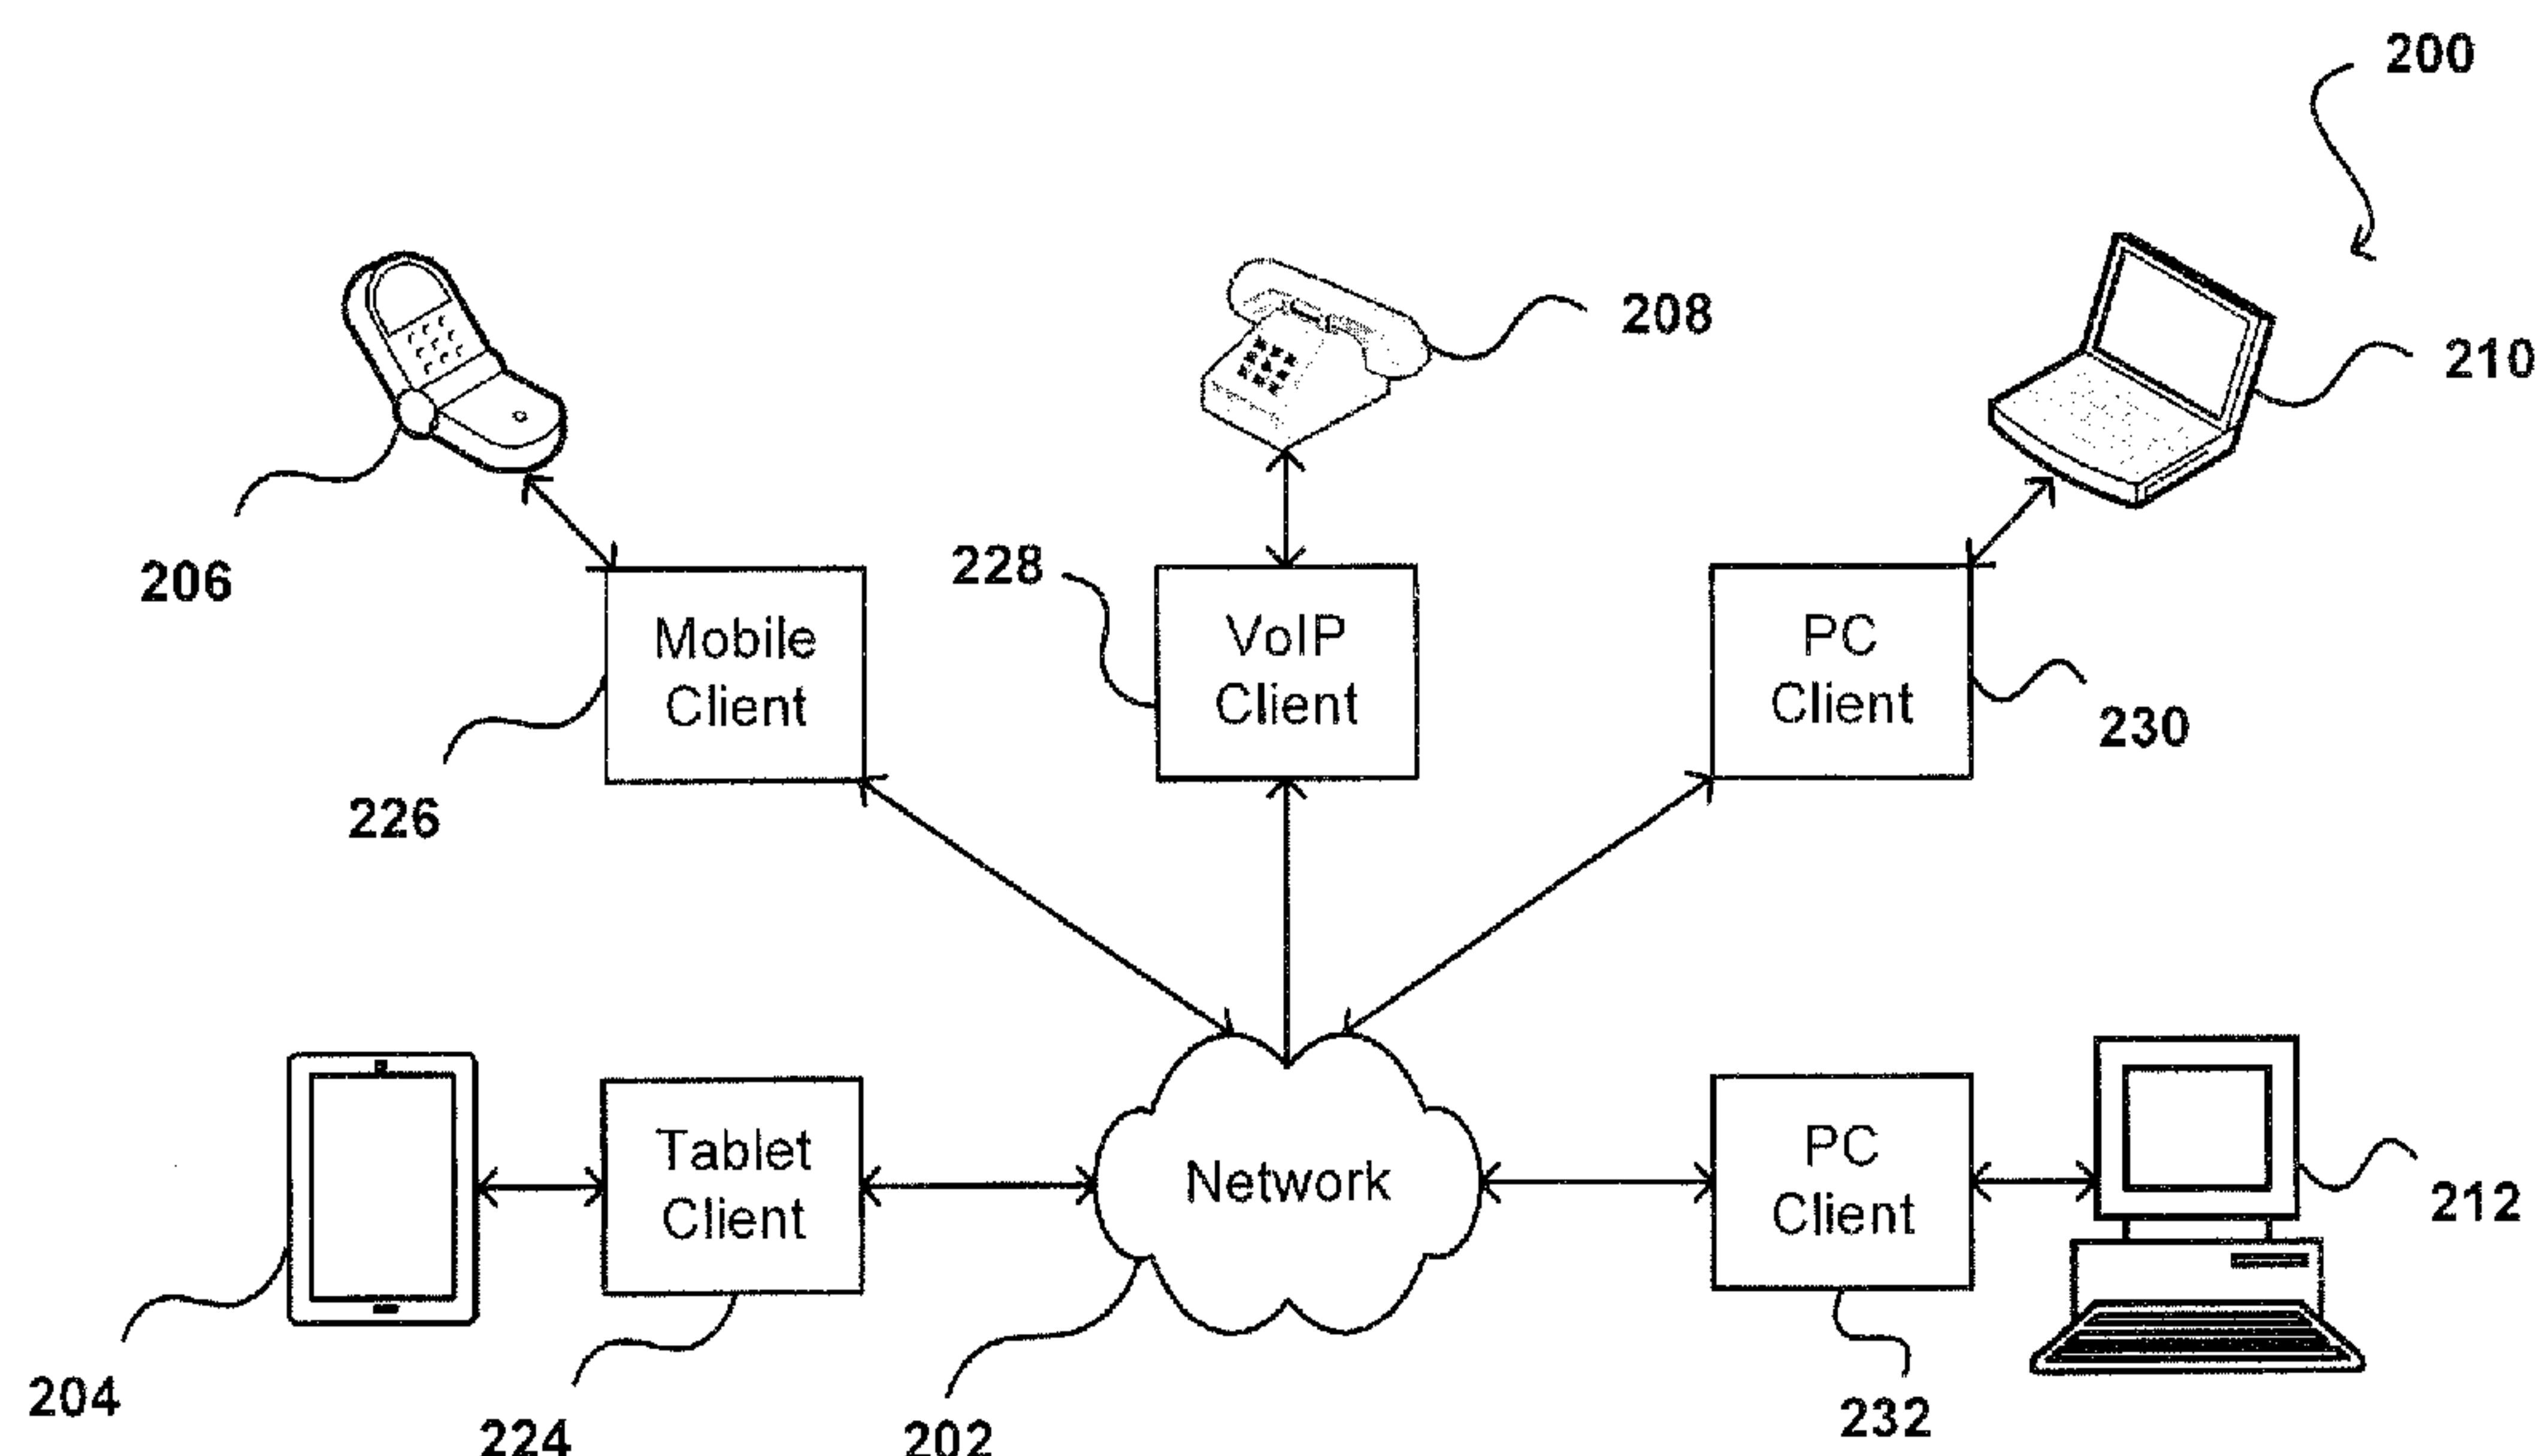 200
208
210
206
228
Mobile
Client
VoIP
Client
PC
Client
230
226
Tablet
Client
Network
PC
Client
212
204
224
202
232